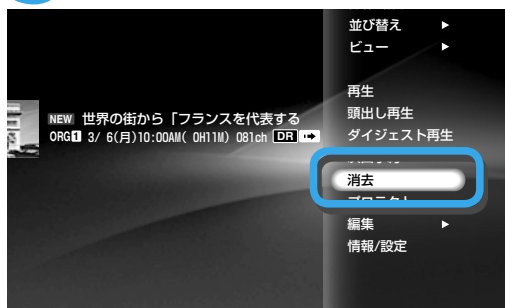 並び替え ▶
ビュー ▶
再生
頭出し再生
ダイジェスト再生
消去
編集 ▶
情報/設定
NEW 世界の街から「フランスを代表する
ORG1 3/ 6(月)10:00AM( 0H11M) 081ch DR